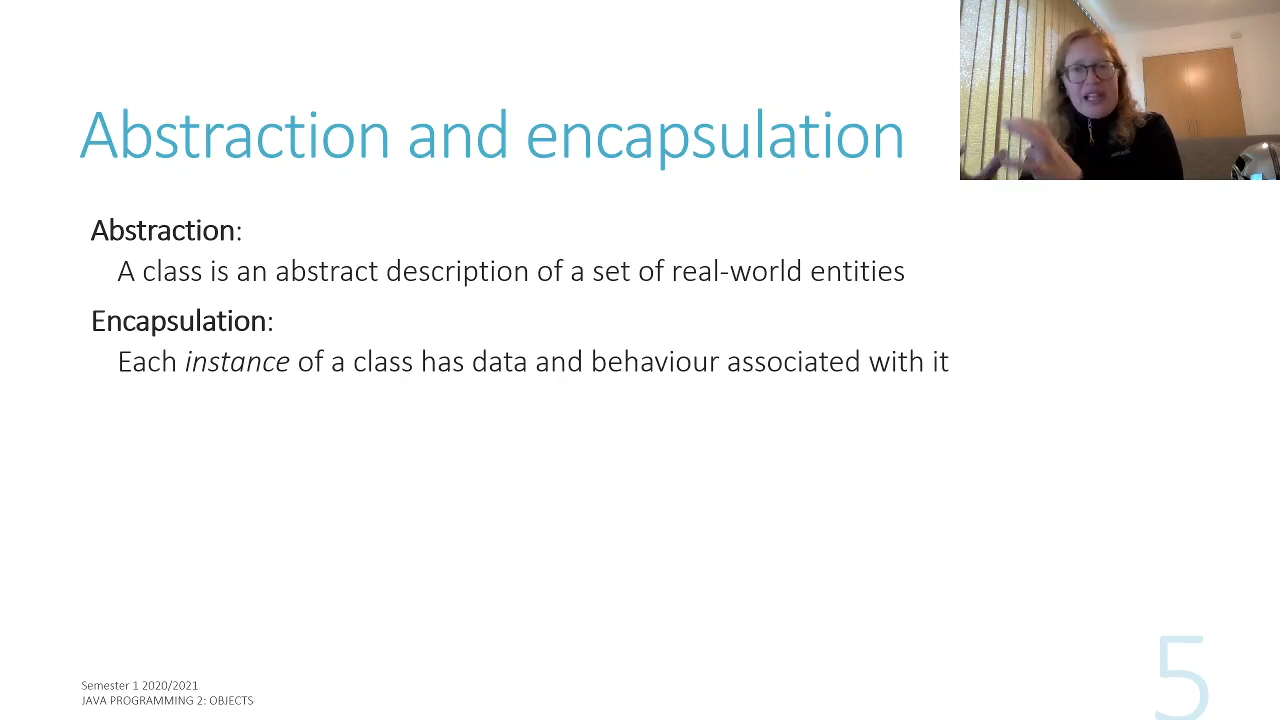 Abstraction and encapsulation
Abstraction:
A class is an abstract description of a set of real-world entities
Encapsulation:
Each instance of a class has data and behaviour associated with it
Semester 1 2020/2021
JAVA PROGRAMMING 2: OBJECTS
5